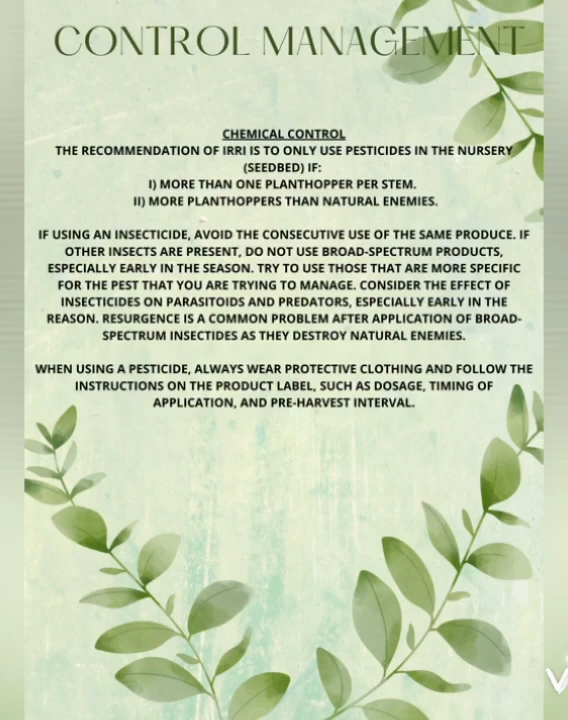 CONTROL MANAGEMENT
CHEMICAL CONTROL
THE RECOMMENDATION OF IRRI IS TO ONLY USE PESTICIDES IN THE NURSERY
(SEEDBED) IF:
I) MORE THAN ONE PLANTHOPPER PER STEM.
II) MORE PLANTHOPPERS THAN NATURAL ENEMIES.
IF USING AN INSECTICIDE, AVOID THE CONSECUTIVE USE OF THE SAME PRODUCE. IF
OTHER INSECTS ARE PRESENT, DO NOT USE BROAD-SPECTRUM PRODUCTS,
ESPECIALLY EARLY IN THE SEASON. TRY TO USE THOSE THAT ARE MORE SPECIFIC
FOR THE PEST THAT YOU ARE TRYING TO MANAGE. CONSIDER THE EFFECT OF
INSECTICIDES ON PARASITOIDS AND PREDATORS, ESPECIALLY EARLY IN THE
REASON. RESURGENCE IS A COMMON PROBLEM AFTER APPLICATION OF BROAD-
SPECTRUM INSECTIDES AS THEY DESTROY NATURAL ENEMIES.
WHEN USING A PESTICIDE, ALWAYS WEAR PROTECTIVE CLOTHING AND FOLLOW THE
INSTRUCTIONS ON THE PRODUCT LABEL, SUCH AS DOSAGE, TIMING OF
APPLICATION, AND PRE-HARVEST INTERVAL.